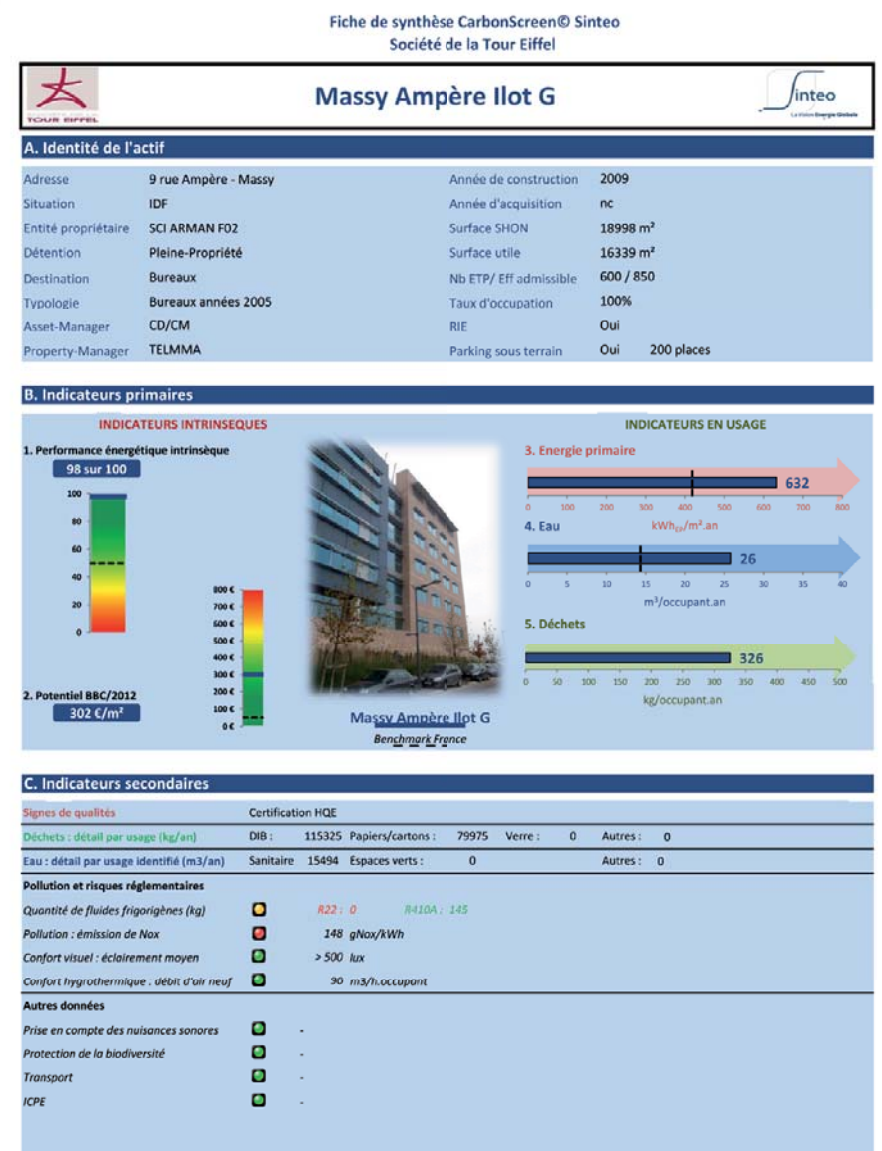 Fiche de synthèse CarbonScreen© Sinteo
Société de la Tour Eiffel
TOUR EIFFEL
Massy Ampère Ilot G
Sinteo
La Vision Energie Globale
A. Identité de l'actif
Adresse 9 rue Ampère - Massy Année de construction 2009
Situation IDF Année d'acquisition nc
Entité propriétaire SCI ARMAN F02 Surface SHON 18998 m²
Détention Pleine-Propriété Surface utile 16339 m²
Destination Bureaux Nb ETP/ Eff admissible 600 / 850
Typologie Bureaux années 2005 Taux d'occupation 100%
Asset-Manager CD/CM RIE Oui
Property-Manager TELMMA Parking sous terrain Oui 200 places
B. Indicateurs primaires
INDICATEURS INTRINSEQUES
1. Performance énergétique intrinsèque
98 sur 100
100
80
60
40
20
0
800 €
700 €
600 €
500 €
400 €
300 €
200 €
100 €
0 €
2. Potentiel BBC/2012
302 €/m²
Massy Ampère Ilot G
Benchmark France
INDICATEURS EN USAGE
3. Energie primaire
632
0 100 200 300 400 500 600 700 800
kWhEP/m².an
4. Eau
26
0 5 10 15 20 25 30 35 40
m³/occupant.an
5. Déchets
326
0 50 100 150 200 250 300 350 400 450 500
kg/occupant.an
C. Indicateurs secondaires
Signes de qualités Certification HQE
Déchets : détail par usage (kg/an) DIB : 115325 Papiers/cartons : 79975 Verre : 0 Autres : 0
Eau : détail par usage identifié (m3/an) Sanitaire 15494 Espaces verts : 0 Autres : 0
Pollution et risques réglementaires
Quantité de fluides frigorigènes (kg) R22 : 0 R410A : 145
Pollution : émission de Nox 148 gNox/kWh
Confort visuel : éclairement moyen > 500 lux
Confort hygrothermique : débit d'air neuf 90 m3/h.occupant
Autres données
Prise en compte des nuisances sonores -
Protection de la biodiversité -
Transport -
ICPE -